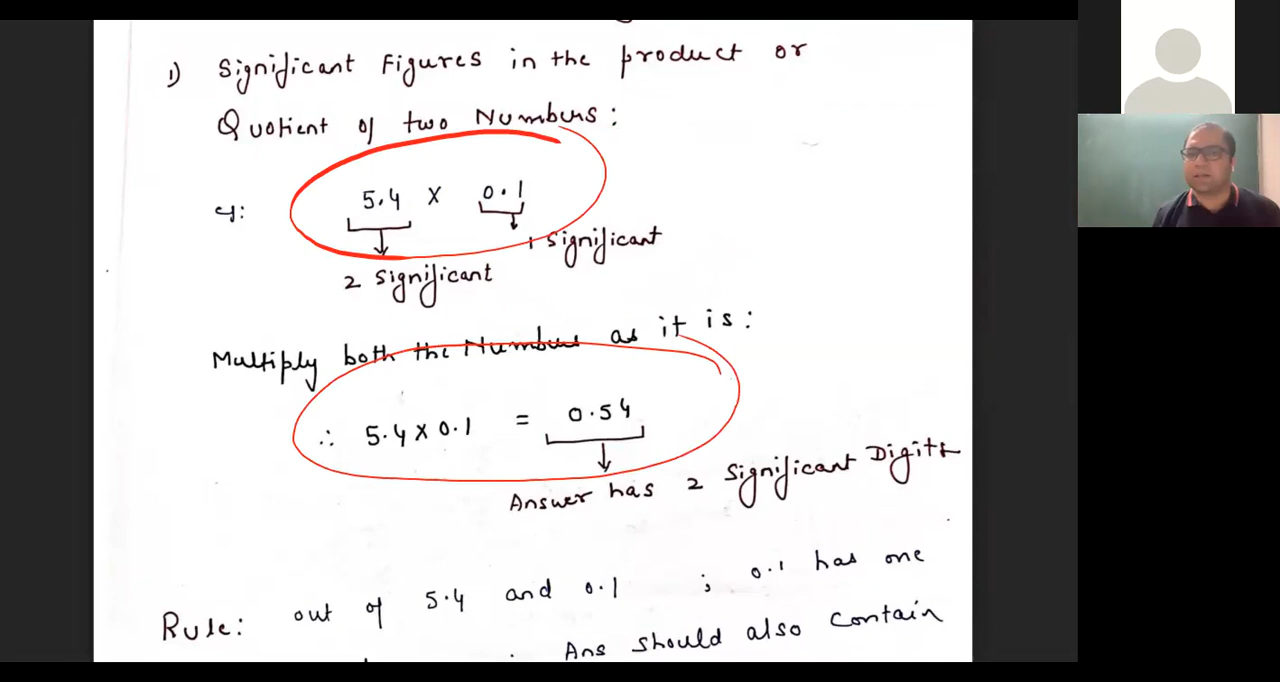 1) Significant Figures in the product or
Quotient of two Numbers:
eg: 5.4 x 0.1
1 significant
2 significant
Multiply both the Numbers as it is:
∴ 5.4 x 0.1 = 0.54
Answer has 2 significant Digits
Rule: out of 5.4 and 0.1 ; 0.1 has one
Ans should also contain